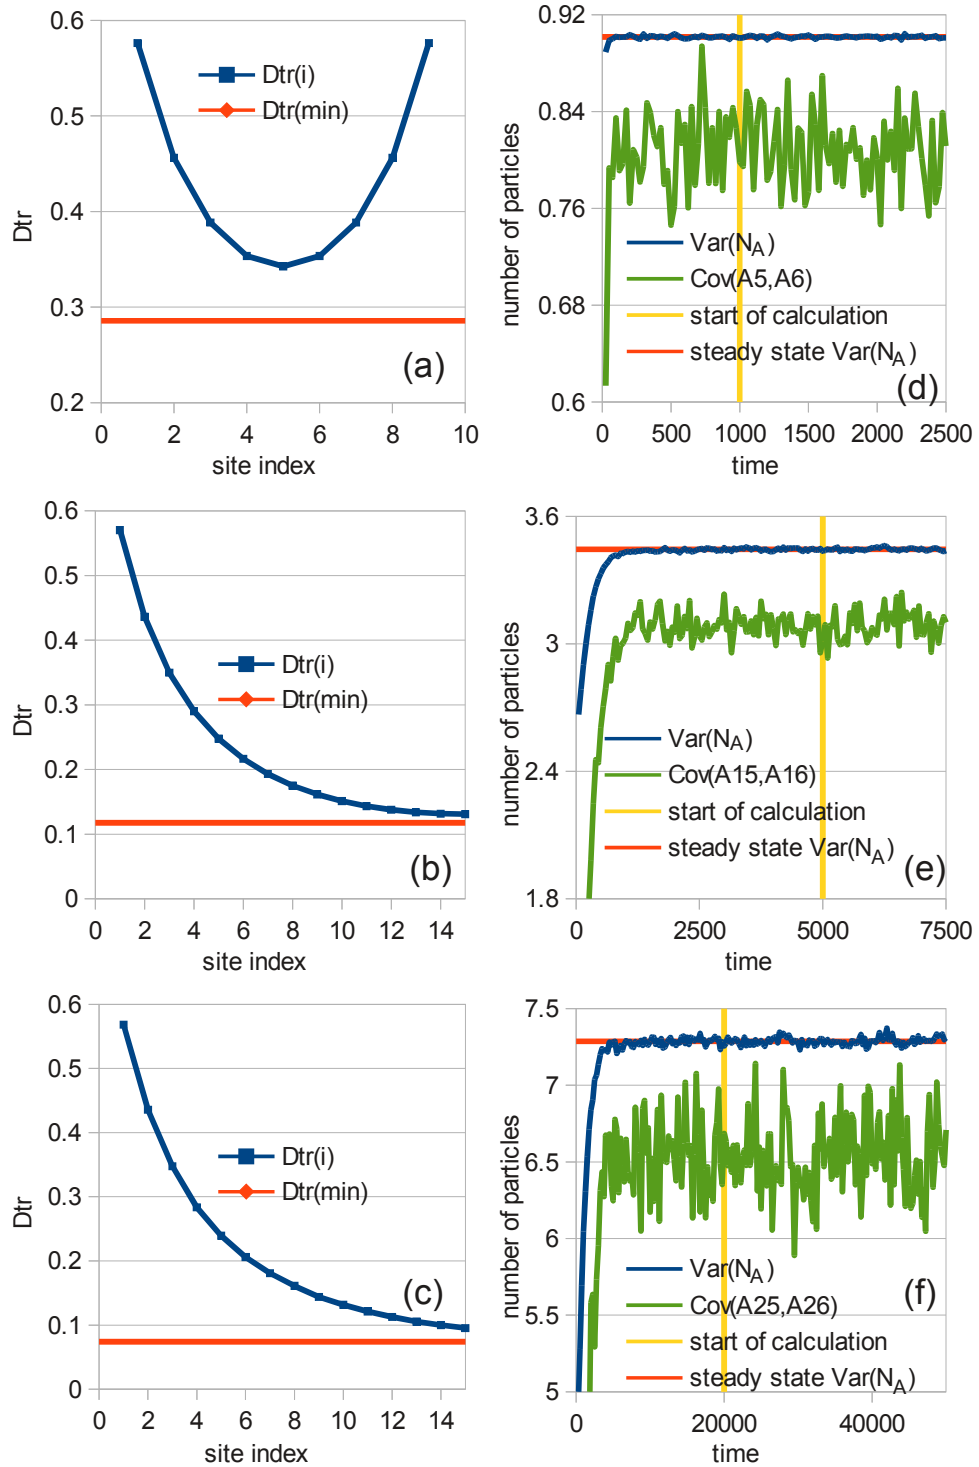 0.6
0.5
0.4
0.3
0.2
Dtr
Dtr(i)
Dtr(min)
(a)
0 2 4 6 8 10
site index
0.92
0.84
0.76
0.68
0.6
number of particles
Var(N_A)
Cov(A5,A6)
start of calculation
steady state Var(N_A)
(d)
0 500 1000 1500 2000 2500
time
0.6
0.5
0.4
0.3
0.2
0.1
0
Dtr
Dtr(i)
Dtr(min)
(b)
0 2 4 6 8 10 12 14
site index
3.6
3
2.4
1.8
number of particles
Var(N_A)
Cov(A15,A16)
start of calculation
steady state Var(N_A)
(e)
0 2500 5000 7500
time
0.6
0.5
0.4
0.3
0.2
0.1
0
Dtr
Dtr(i)
Dtr(min)
(c)
0 2 4 6 8 10 12 14
site index
7.5
7
6.5
6
5.5
5
number of particles
Var(N_A)
Cov(A25,A26)
start of calculation
steady state Var(N_A)
(f)
0 20000 40000
time